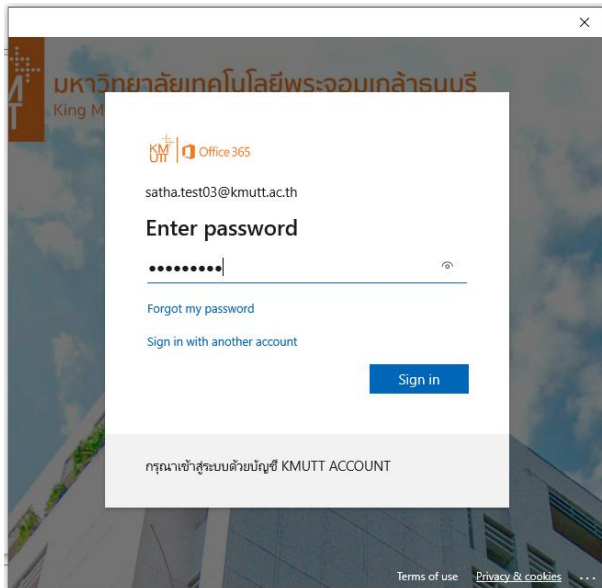 มหาวิทยาลัยเทคโนโลยีพระจอมเกล้าธนบุรี
King M
KM
UTT
Office 365
satha.test03@kmutt.ac.th
Enter password
Forgot my password
Sign in with another account
Sign in
กรุณาเข้าสู่ระบบด้วยบัญชี KMUTT ACCOUNT
Terms of use Privacy & cookies ...